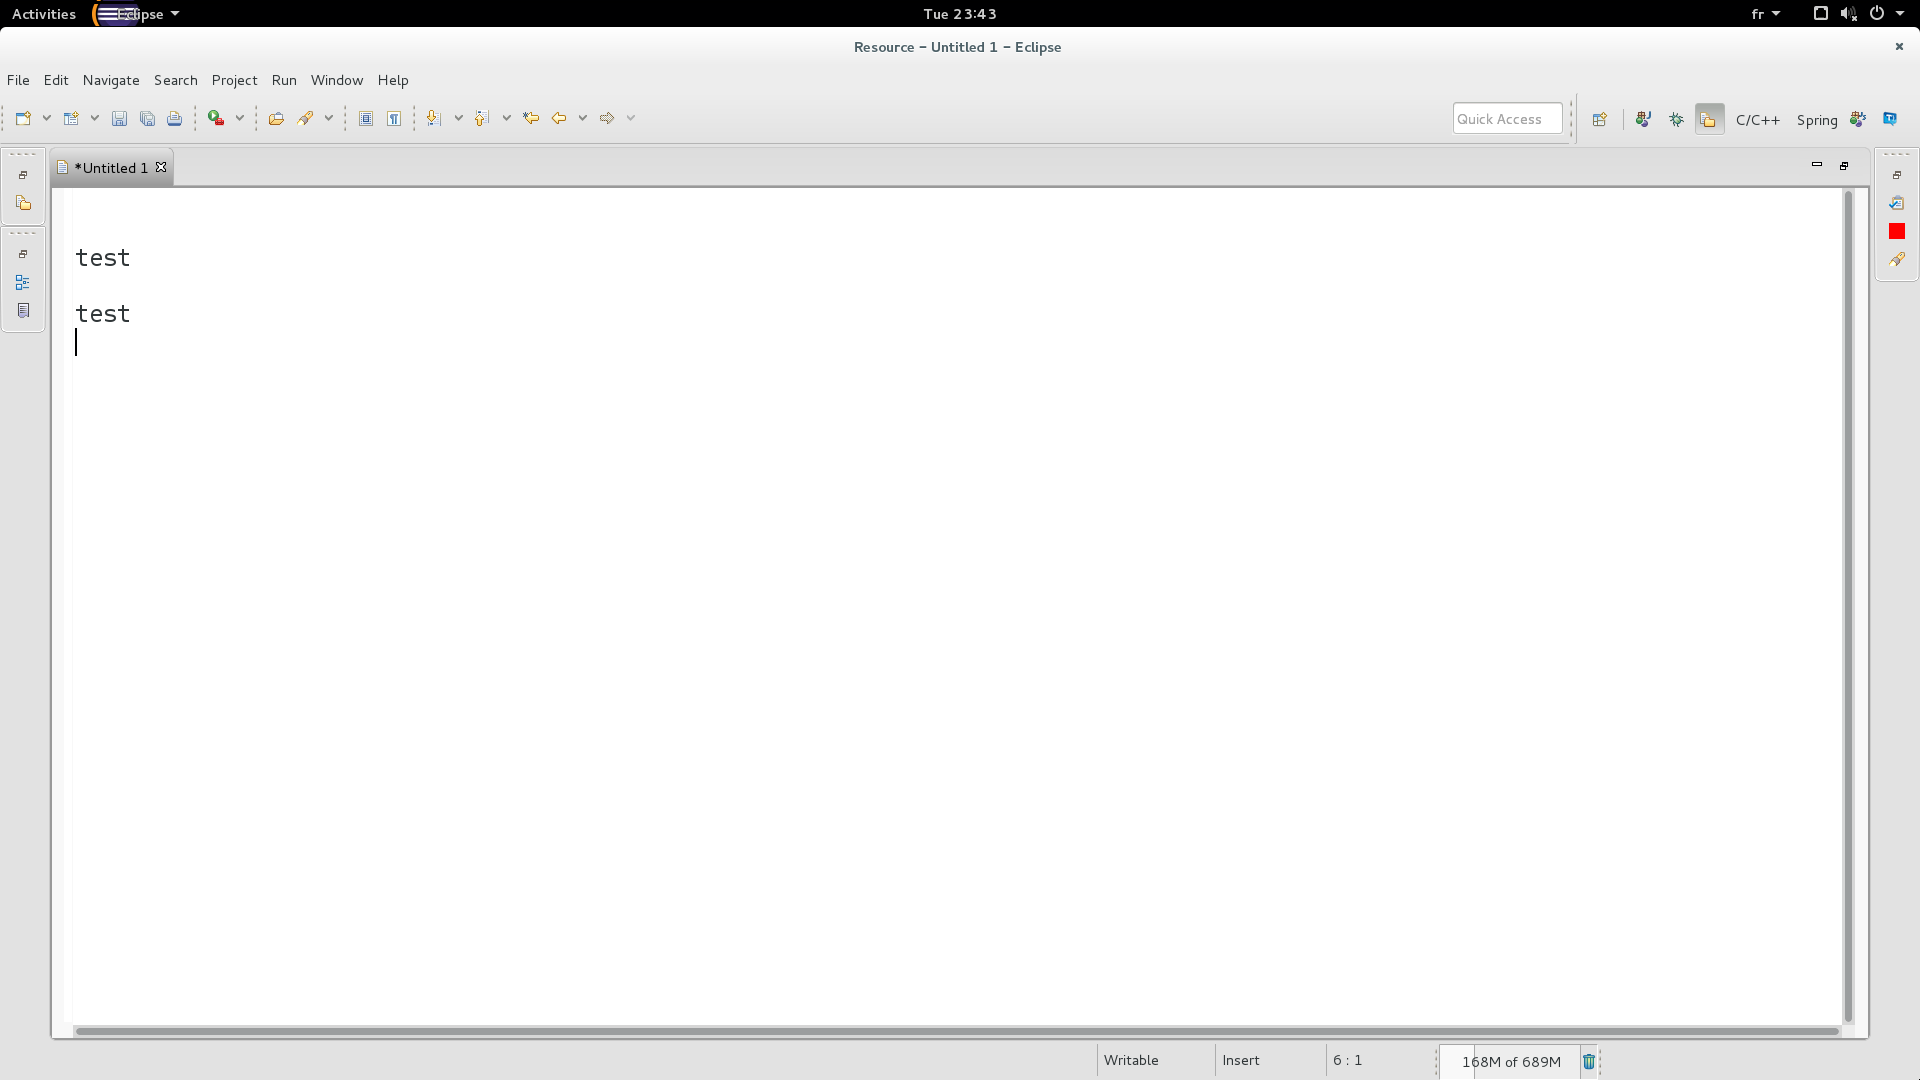 Activities Eclipse Tue 23:43 fr
Resource – Untitled 1 – Eclipse
File Edit Navigate Search Project Run Window Help
Quick Access C/C++ Spring
*Untitled 1
test
test
Writable Insert 6 : 1 168M of 689M